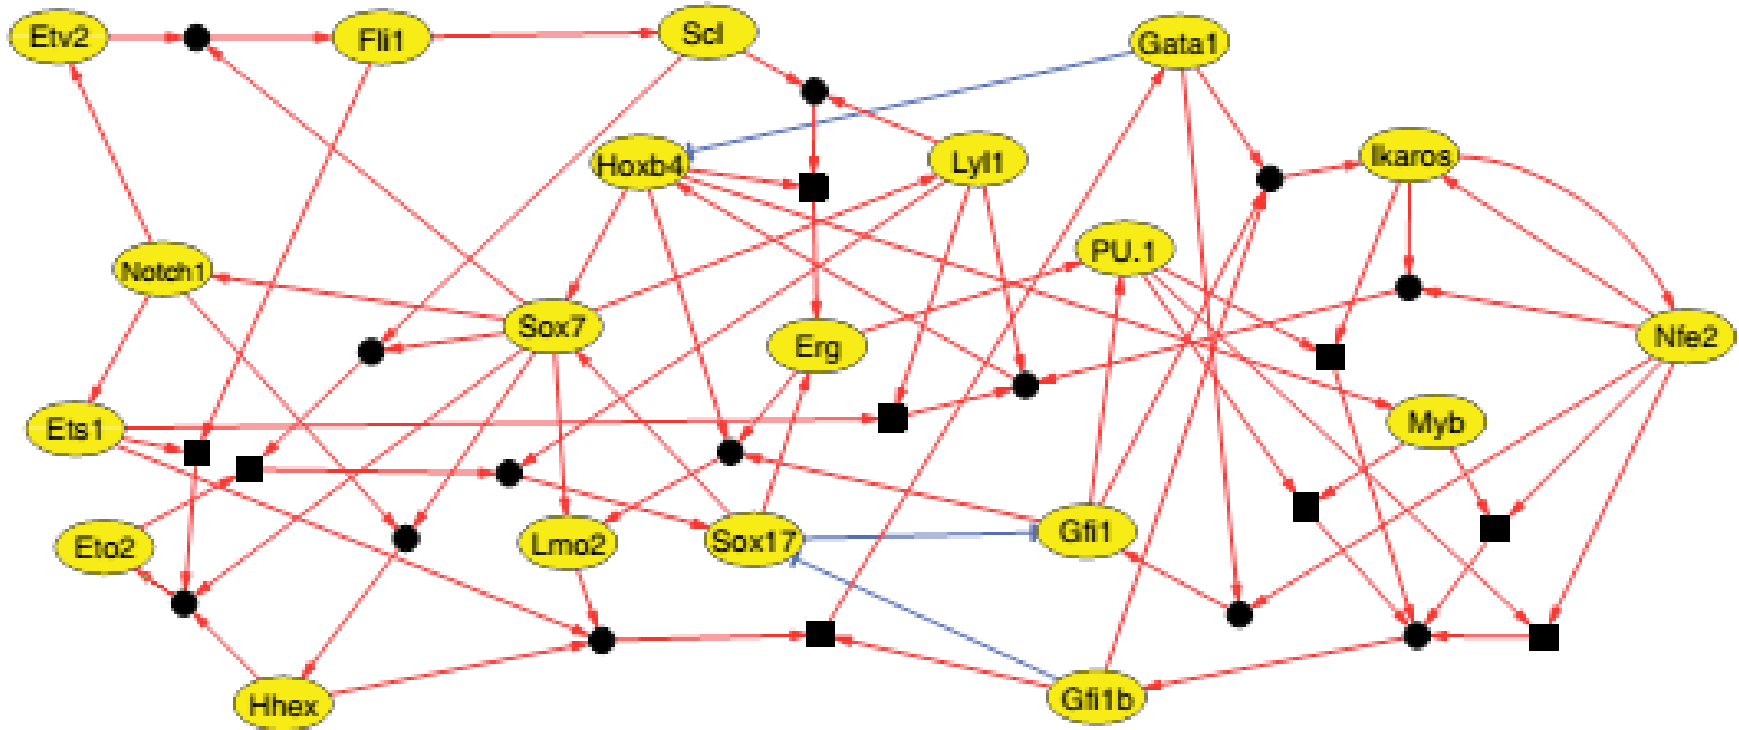 Etv2
Fli1
Scl
Gata1
Hoxb4
Lyl1
Ikaros
Notch1
PU.1
Sox7
Erg
Nfe2
Ets1
Myb
Eto2
Lmo2
Sox17
Gfi1
Hhex
Gfi1b